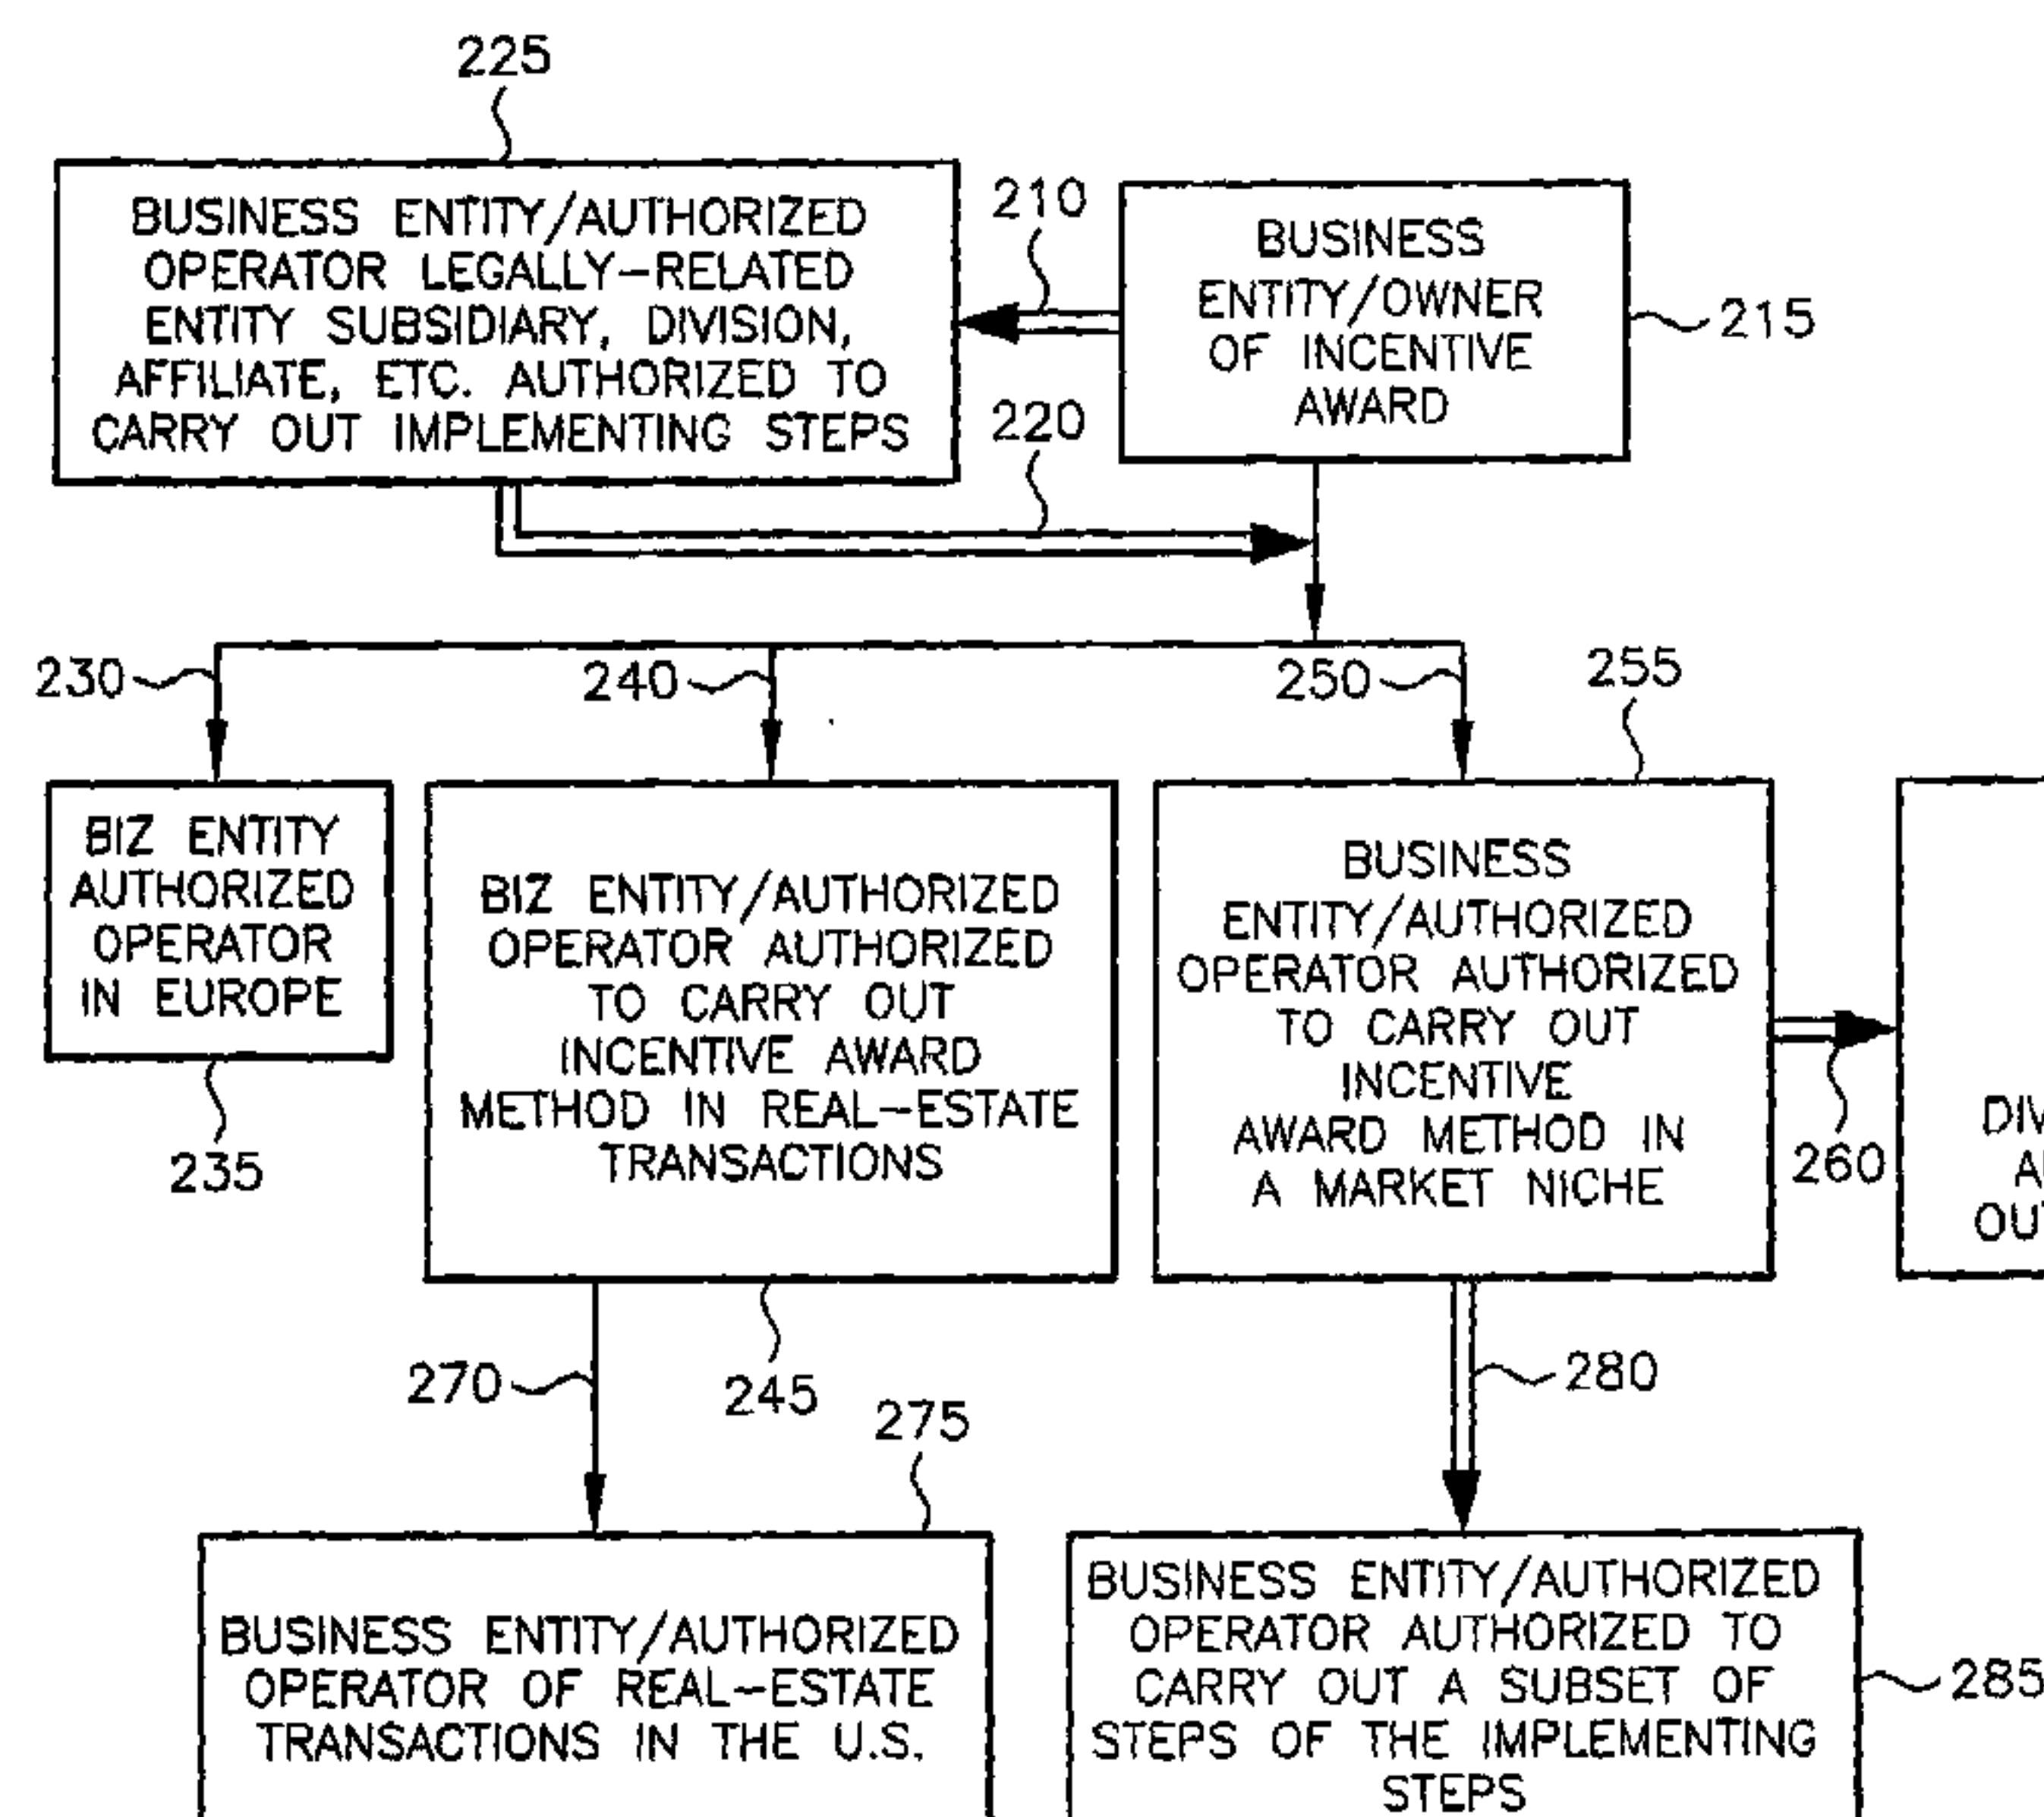 225
BUSINESS ENTITY/AUTHORIZED
OPERATOR LEGALLY-RELATED
ENTITY SUBSIDIARY, DIVISION,
AFFILIATE, ETC. AUTHORIZED TO
CARRY OUT IMPLEMENTING STEPS
210
BUSINESS
ENTITY/OWNER
OF INCENTIVE
AWARD
215
220
230
240
250
255
BIZ ENTITY
AUTHORIZED
OPERATOR
IN EUROPE
235
BIZ ENTITY/AUTHORIZED
OPERATOR AUTHORIZED
TO CARRY OUT
INCENTIVE AWARD
METHOD IN REAL-ESTATE
TRANSACTIONS
245
BUSINESS
ENTITY/AUTHORIZED
OPERATOR AUTHORIZED
TO CARRY OUT
INCENTIVE
AWARD METHOD IN
A MARKET NICHE
260
270
275
280
BUSINESS ENTITY/AUTHORIZED
OPERATOR OF REAL-ESTATE
TRANSACTIONS IN THE U.S.
BUSINESS ENTITY/AUTHORIZED
OPERATOR AUTHORIZED TO
CARRY OUT A SUBSET OF
STEPS OF THE IMPLEMENTING
STEPS
285